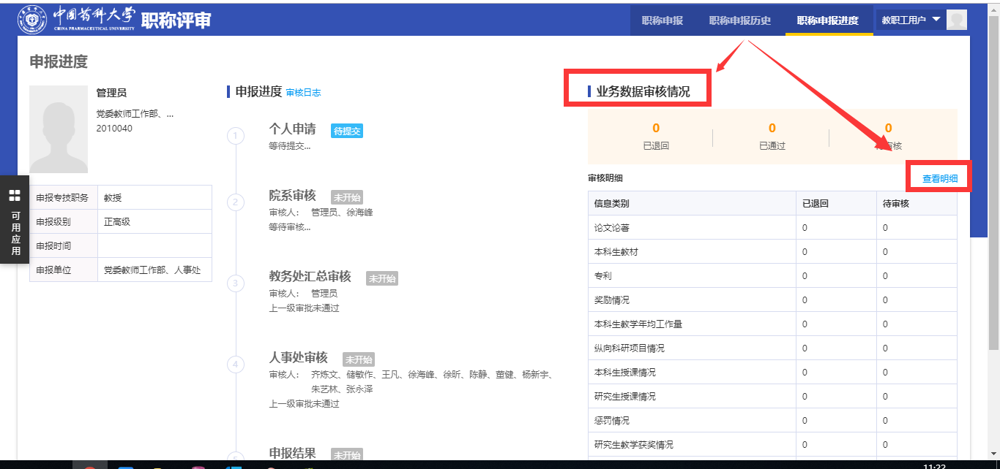 中国药科大学
CHINA PHARMACEUTICAL UNIVERSITY
职称评审
职称申报 职称申报历史 职称申报进度 教职工用户
申报进度
管理员
党委教师工作部、...
2010040
申报专技职务 教授
申报级别 正高级
申报时间
申报单位 党委教师工作部、人事处
可用应用
申报进度 审核日志
1 个人申请 待提交
等待提交...
2 院系审核 未开始
审核人： 管理员、徐海峰
等待审核...
3 教务处汇总审核 未开始
审核人： 管理员
上一级审批未通过
4 人事处审核 未开始
审核人： 齐炼文、储敏作、王凡、徐海峰、徐昕、陈静、董健、杨新宇、
朱艺林、张永泽
上一级审批未通过
5 申报结果 未开始
业务数据审核情况
0 0 0
已退回 已通过 审核
审核明细 查看明细
信息类别 已退回 待审核
论文论著 0 0
本科生教材 0 0
专利 0 0
奖励情况 0 0
本科生教学年均工作量 0 0
纵向科研项目情况 0 0
本科生授课情况 0 0
研究生授课情况 0 0
惩罚情况 0 0
研究生教学获奖情况 0 0
11:22